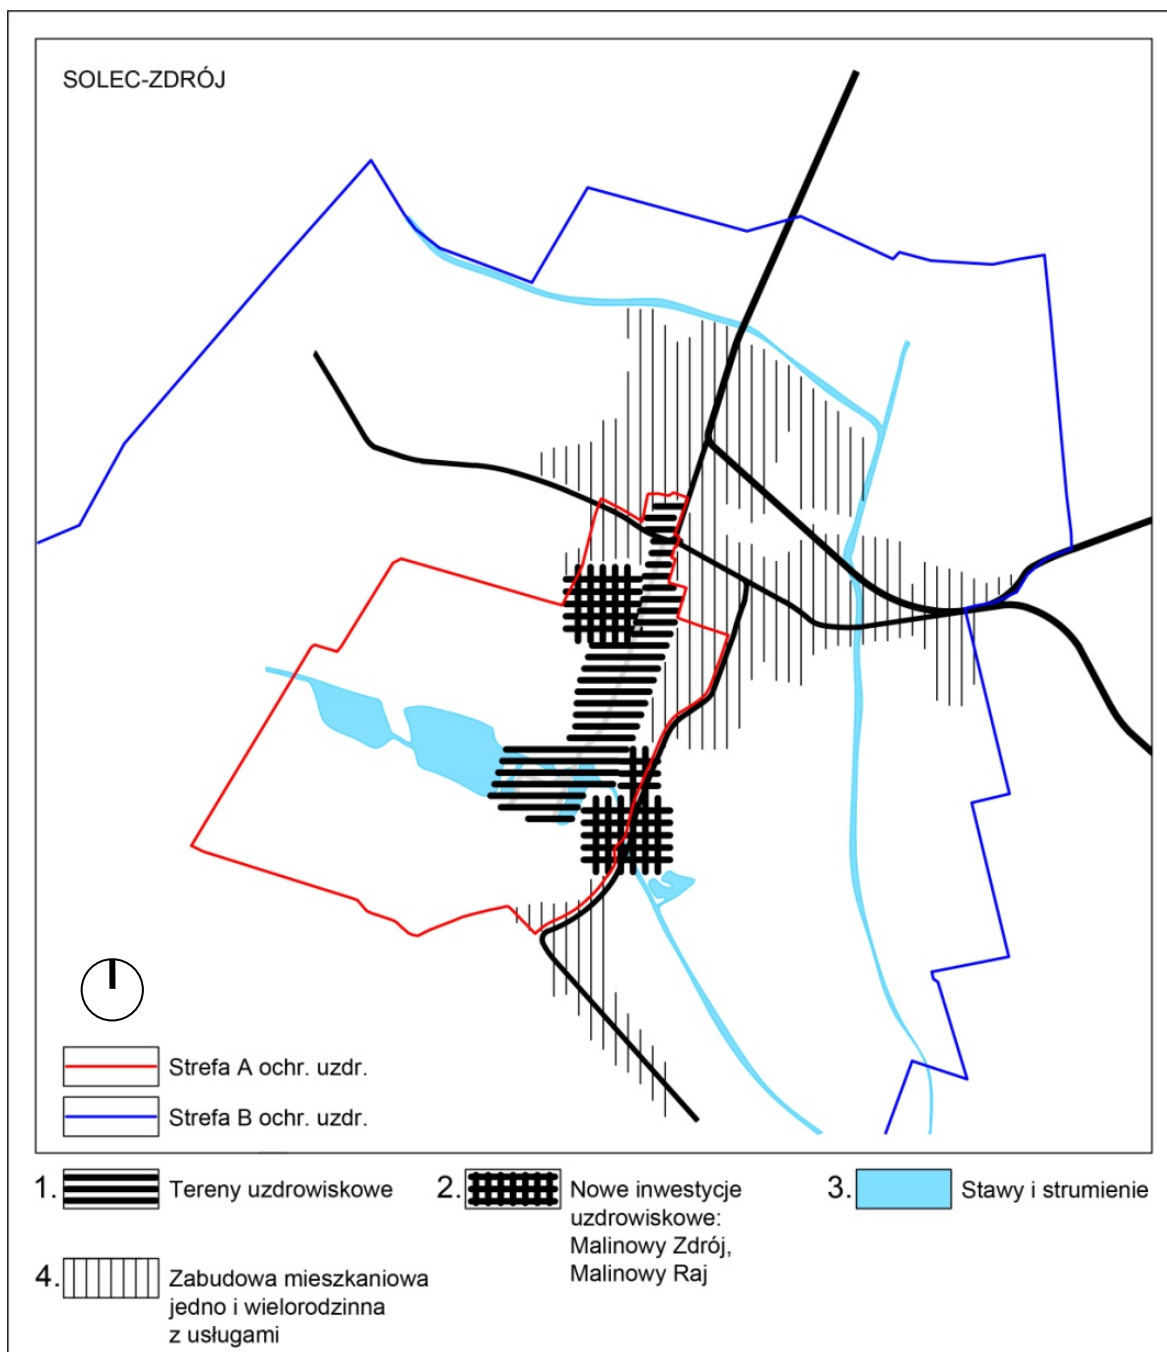 SOLEC-ZDRÓJ
Strefa A ochr. uzdr.
Strefa B ochr. uzdr.
1. Tereny uzdrowiskowe
2. Nowe inwestycje
uzdrowiskowe:
Malinowy Zdrój,
Malinowy Raj
3. Stawy i strumienie
4. Zabudowa mieszkaniowa
jedno i wielorodzinna
z usługami